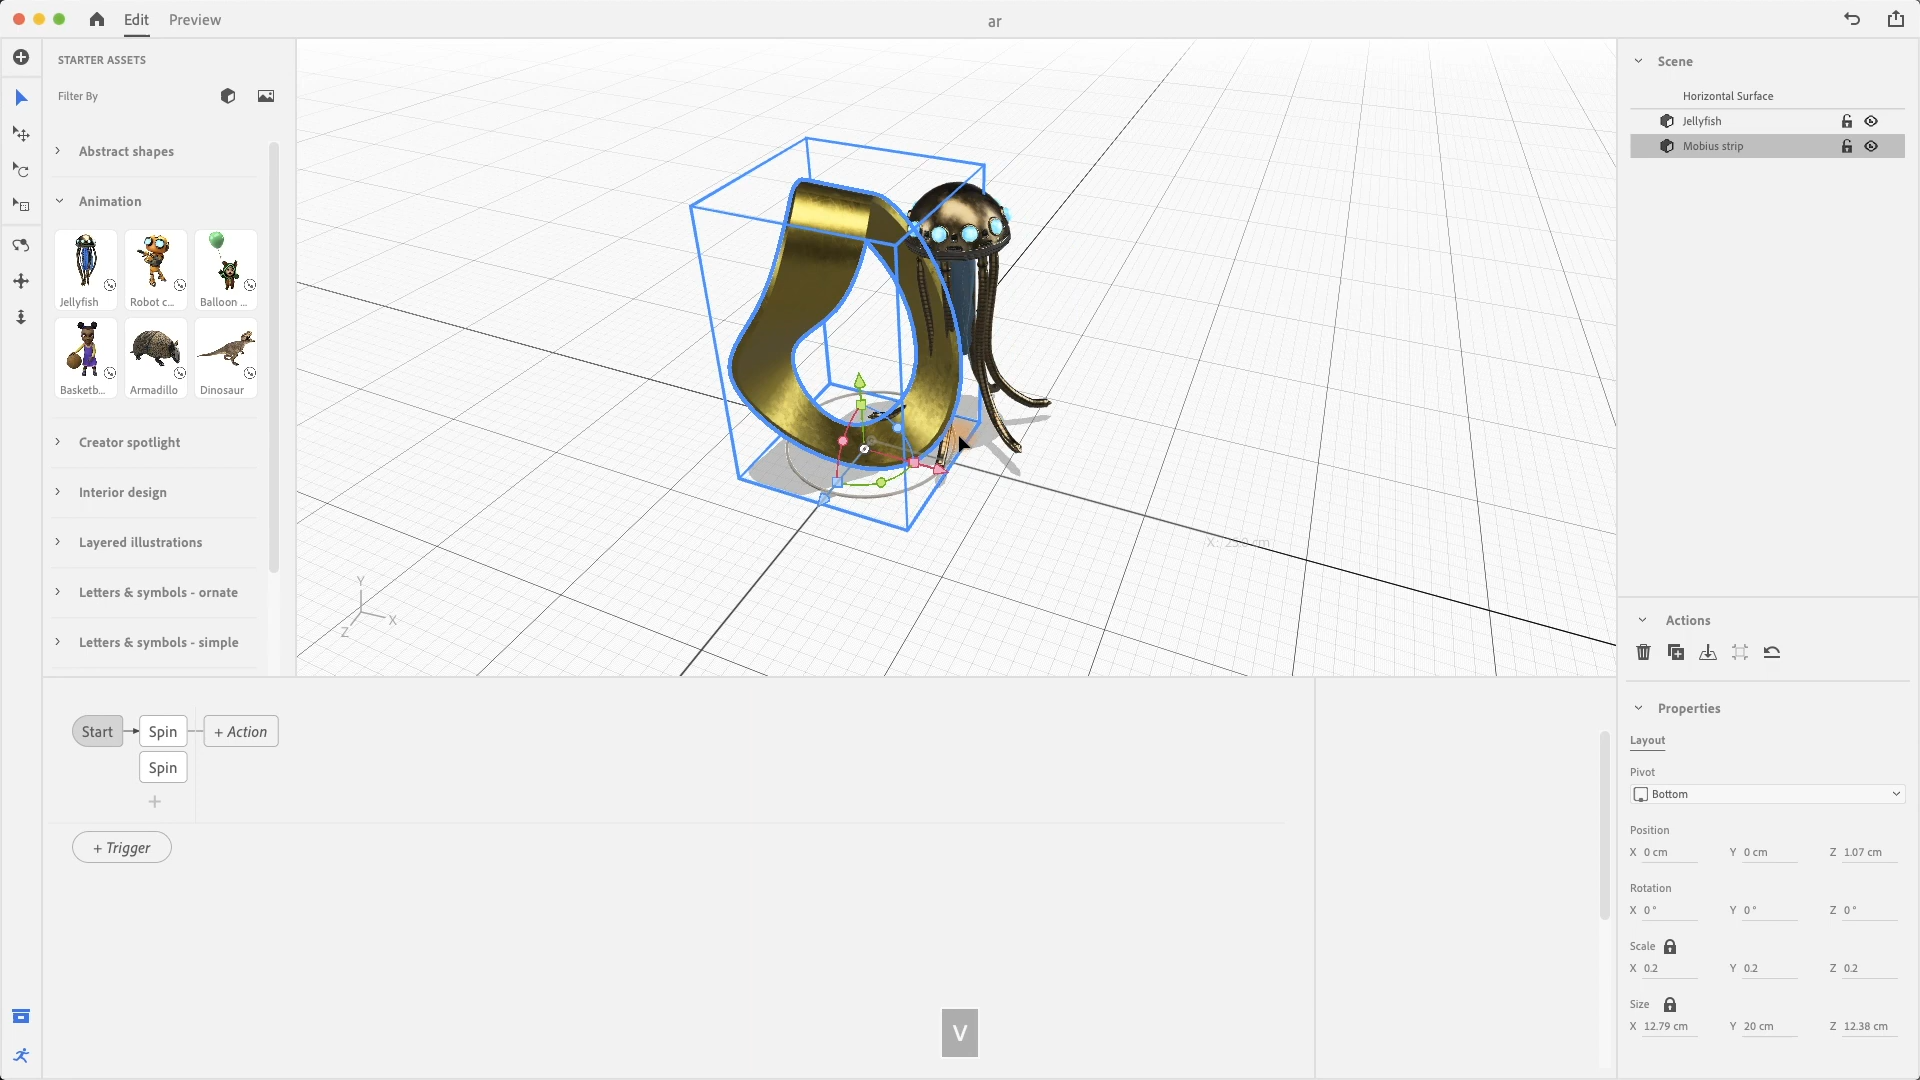 Edit Preview ar
STARTER ASSETS
Filter By
Abstract shapes
Animation
Jellyfish Robot c... Balloon ...
Basketb... Armadillo Dinosaur
Creator spotlight
Interior design
Layered illustrations
Letters & symbols - ornate
Letters & symbols - simple
Y
X
Z
Scene
Horizontal Surface
Jellyfish
Mobius strip
Actions
Properties
Layout
Pivot
Bottom
Position
X 0 cm Y 0 cm Z 1.07 cm
Rotation
X 0 ° Y 0 ° Z 0 °
Scale
X 0.2 Y 0.2 Z 0.2
Size
X 12.79 cm Y 20 cm Z 12.38 cm
Start Spin + Action
Spin
+
+ Trigger
V